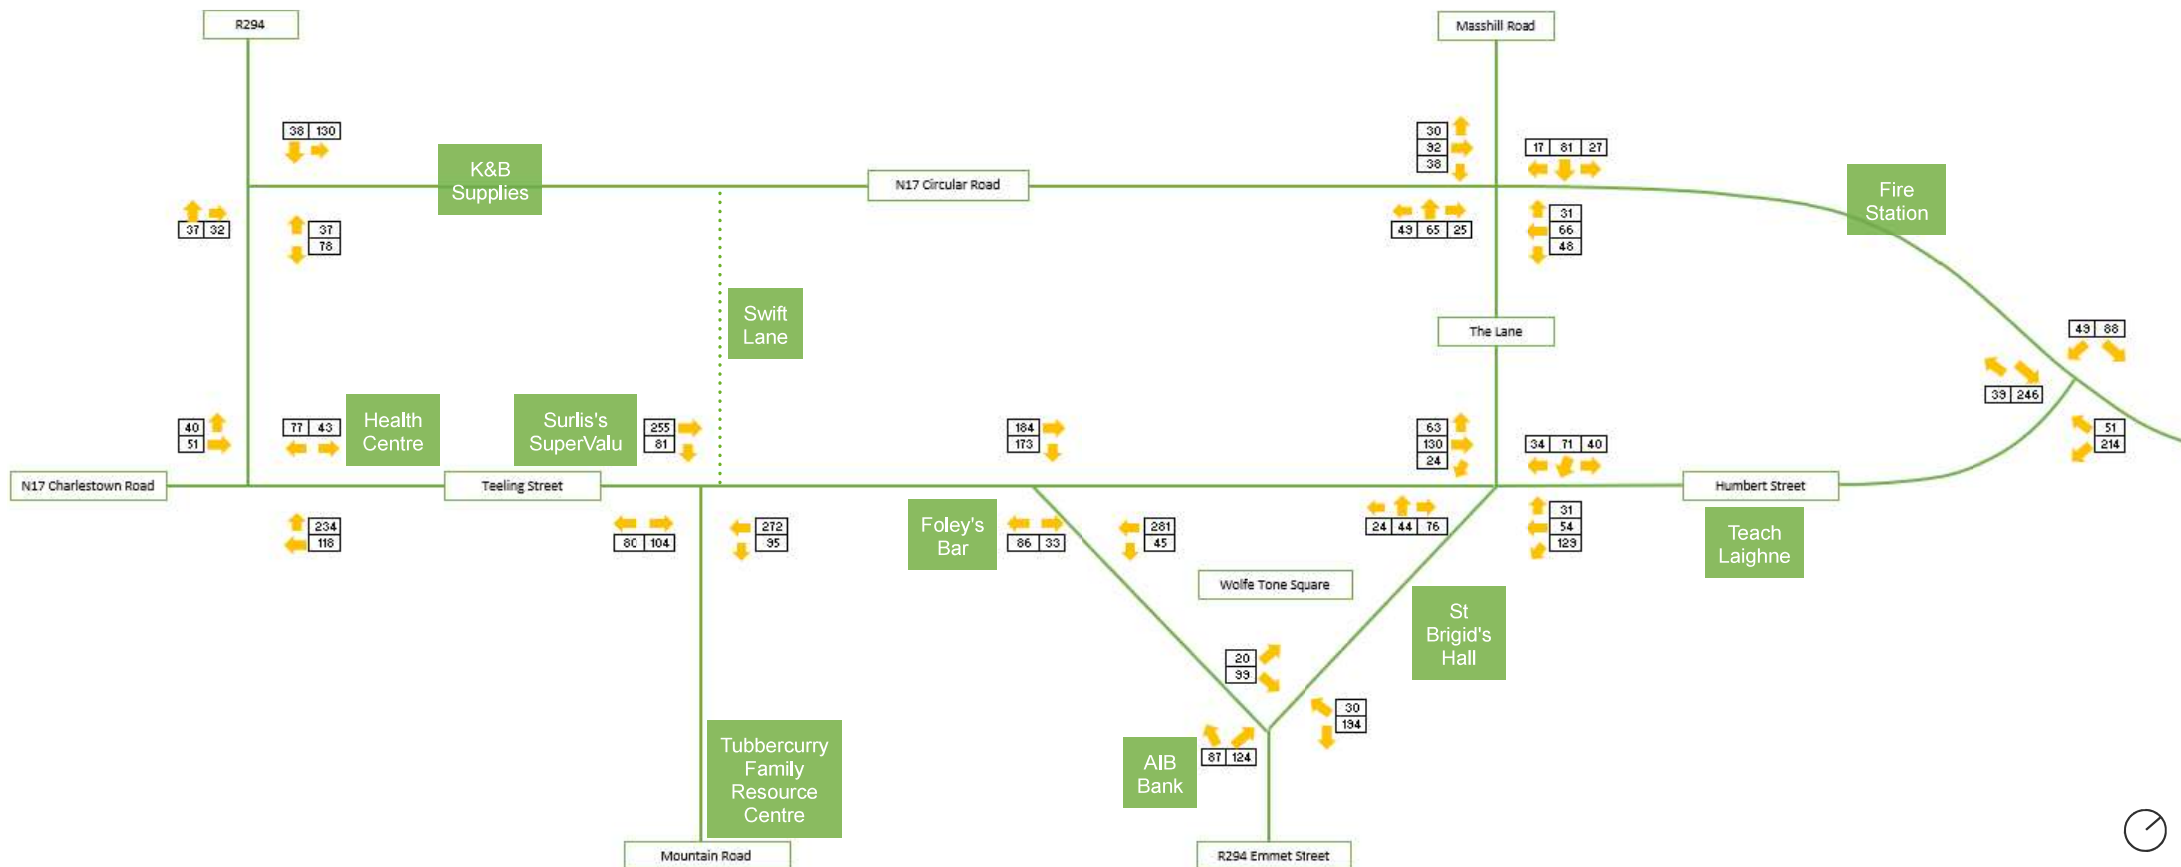 R294
Masshill Road
38 130
30
92
38
17 81 27
K&B
Supplies
N17 Circular Road
Fire
Station
37 32
37
78
49 65 25
31
66
48
Swift
Lane
The Lane
49 88
39 246
51
214
40
51
77 43
Health
Centre
Surlis's
SuperValu
255
81
184
173
63
130
24
34 71 40
N17 Charlestown Road
Teeling Street
Humbert Street
234
118
80 104
272
95
Foley's
Bar
86 33
281
45
24 44 76
31
54
129
Teach
Laighne
Wolfe Tone Square
St
Brigid's
Hall
20
99
30
194
87 124
Tubbercurry
Family
Resource
Centre
AIB
Bank
Mountain Road
R294 Emmet Street